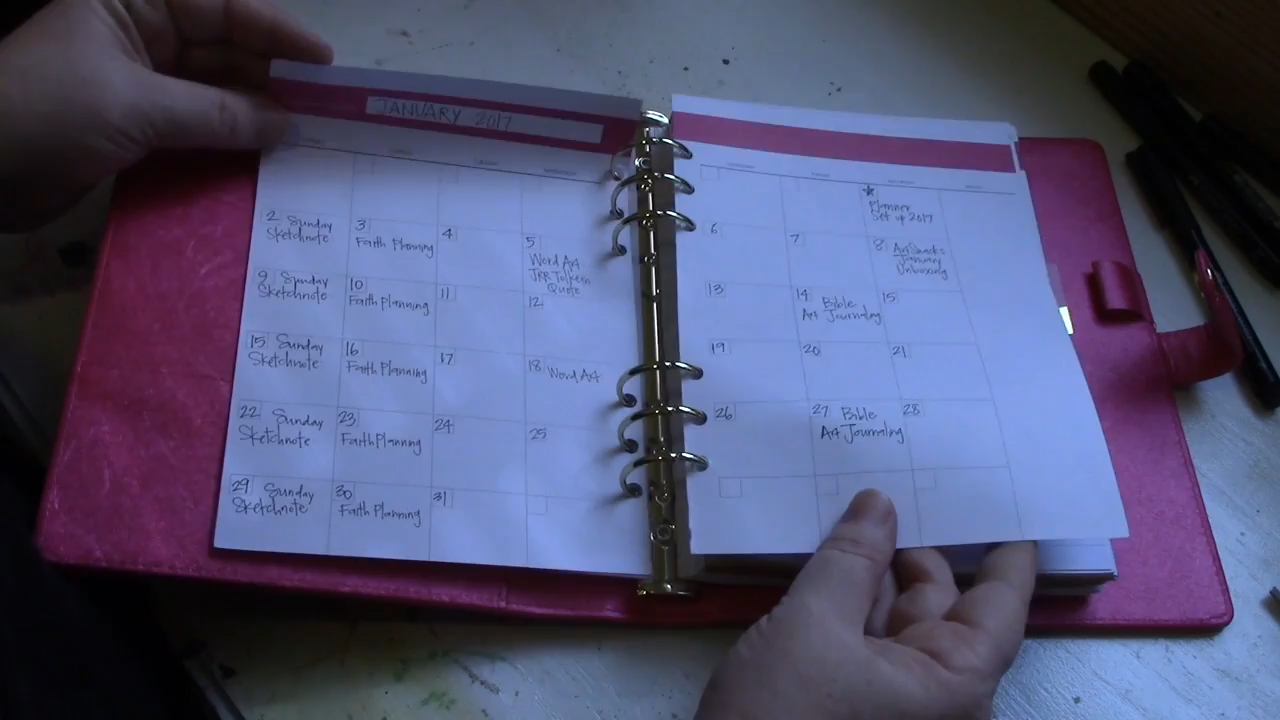 JANUARY 2017
Planner
Set up 2017
2 Sunday
Sketchnote
3
Faith Planning
4
5
Word Art
JRR Tolkien
Quote
6
7
8 Art Snacks
January
Unboxing
9 Sunday
Sketchnote
10
Faith Planning
11
12
13
14 Bible
Art Journaling
15
15 Sunday
Sketchnote
16
Faith Planning
17
18 Word Art
19
20
21
22 Sunday
Sketchnote
23
Faith Planning
24
25
26
27 Bible
Art Journaling
28
29 Sunday
Sketchnote
30
Faith Planning
31